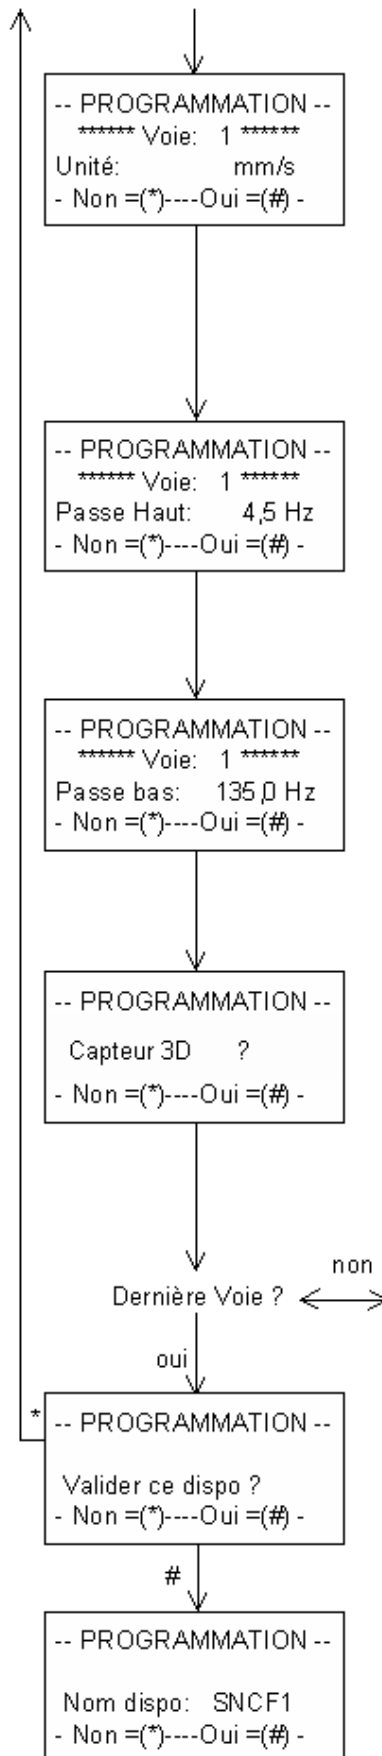 -- PROGRAMMATION --
****** Voie: 1 ******
Unité: mm/s
- Non =(*)----Oui =(#) -
-- PROGRAMMATION --
****** Voie: 1 ******
Passe Haut: 4,5 Hz
- Non =(*)----Oui =(#) -
-- PROGRAMMATION --
****** Voie: 1 ******
Passe bas: 135,0 Hz
- Non =(*)----Oui =(#) -
-- PROGRAMMATION --
Capteur 3D ?
- Non =(*)----Oui =(#) -
non
Dernière Voie ?
oui
*
-- PROGRAMMATION --
Valider ce dispo ?
- Non =(*)----Oui =(#) -
#
-- PROGRAMMATION --
Nom dispo: SNCF1
- Non =(*)----Oui =(#) -